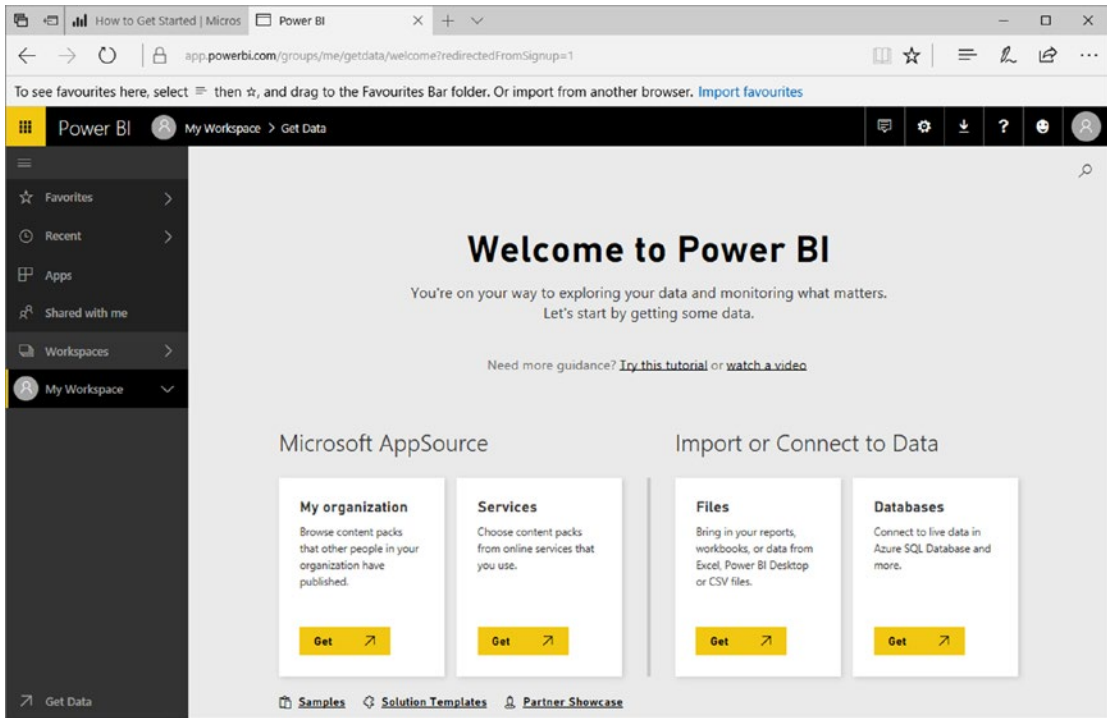 How to Get Started | Micros
Power BI
app.powerbi.com/groups/me/getdata/welcome?redirectedFromSignup=1
To see favourites here, select then ☆, and drag to the Favourites Bar folder. Or import from another browser. Import favourites
Power BI My Workspace > Get Data
Favorites
Recent
Apps
Shared with me
Workspaces
My Workspace
Get Data
Welcome to Power BI
You're on your way to exploring your data and monitoring what matters.
Let's start by getting some data.
Need more guidance? Try this tutorial or watch a video
Microsoft AppSource
My organization
Browse content packs
that other people in your
organization have
published.
Get
Services
Choose content packs
from online services that
you use.
Get
Import or Connect to Data
Files
Bring in your reports,
workbooks, or data from
Excel, Power BI Desktop
or CSV files.
Get
Databases
Connect to live data in
Azure SQL Database and
more.
Get
Samples Solution Templates Partner Showcase